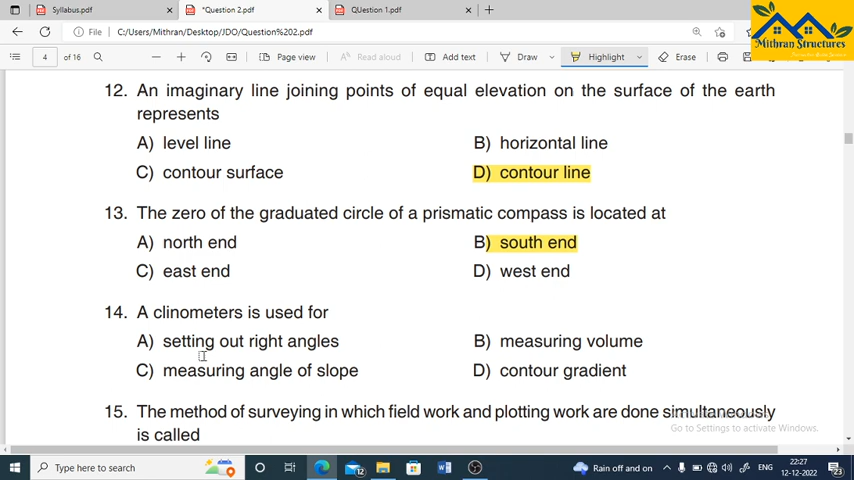 Syllabus.pdf
*Question 2.pdf
QUestion 1.pdf
File
C:/Users/Mithran/Desktop/JDO/Question%202.pdf
4 of 16
Page view
Read aloud
Add text
Draw
Highlight
Erase
Mithran Structures
12. An imaginary line joining points of equal elevation on the surface of the earth
represents
A) level line
B) horizontal line
C) contour surface
D) contour line
13. The zero of the graduated circle of a prismatic compass is located at
A) north end
B) south end
C) east end
D) west end
14. A clinometers is used for
A) setting out right angles
B) measuring volume
C) measuring angle of slope
D) contour gradient
15. The method of surveying in which field work and plotting work are done simultaneously
is called
Activate Windows
Go to Settings to activate Windows.
Type here to search
12
Rain off and on
ENG
22:27
12-12-2022
23